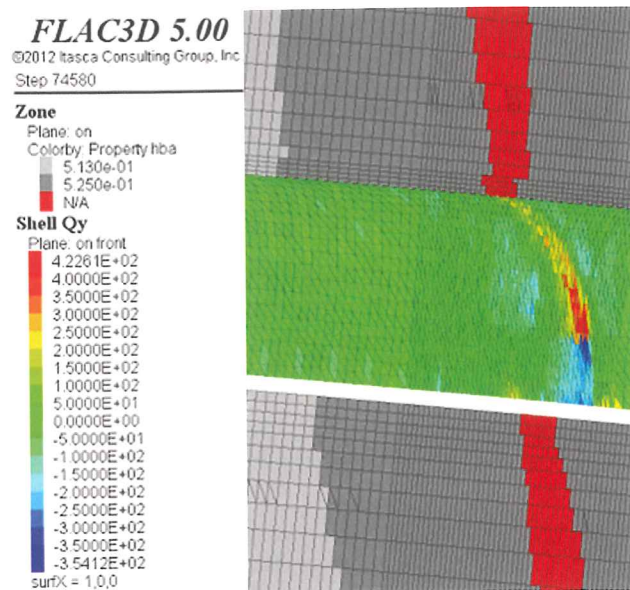 FLAC3D 5.00
©2012 Itasca Consulting Group, Inc
Step 74580
Zone
Plane: on
Colorby: Property hba
5.130e-01
5.250e-01
N/A
Shell Qy
Plane: on front
4.2261E+02
4.0000E+02
3.5000E+02
3.0000E+02
2.5000E+02
2.0000E+02
1.5000E+02
1.0000E+02
5.0000E+01
0.0000E+00
-5.0000E+01
-1.0000E+02
-1.5000E+02
-2.0000E+02
-2.5000E+02
-3.0000E+02
-3.5000E+02
-3.5412E+02
surfX = 1,0,0